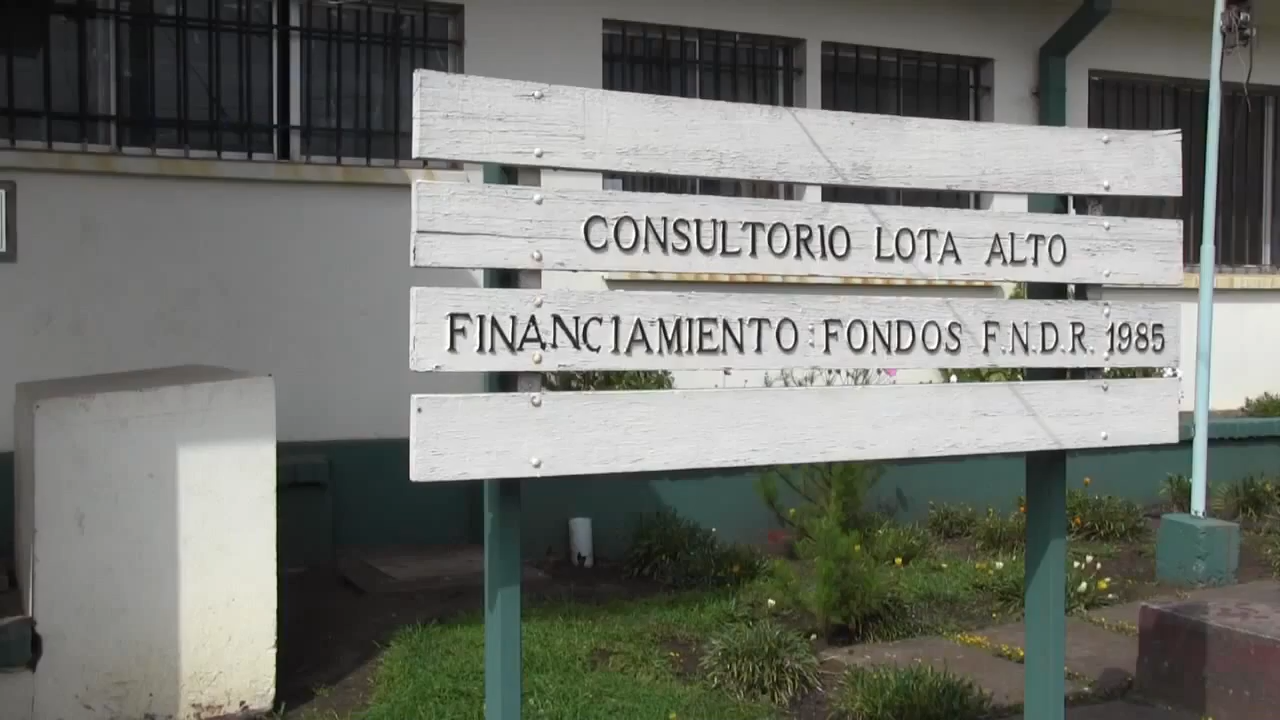 CONSULTORIO LOTA ALTO
FINANCIAMIENTO: FONDOS F.N.D.R. 1985